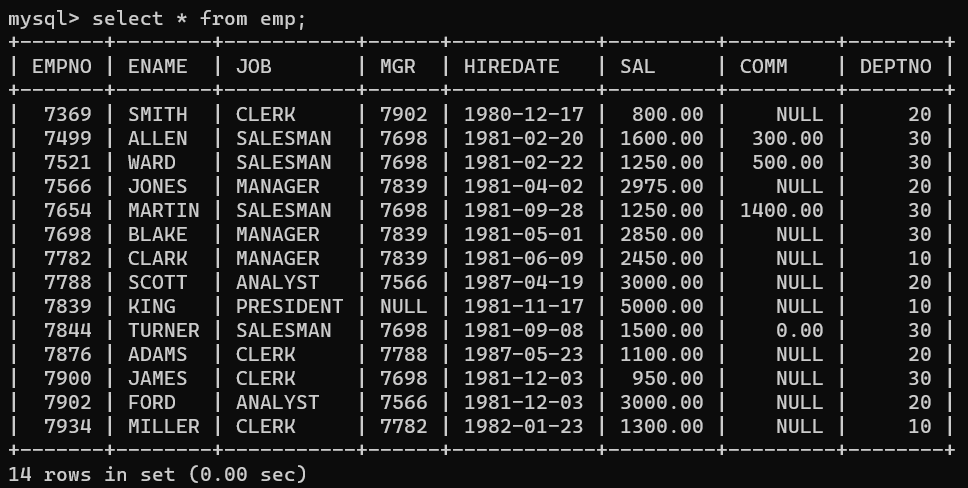 mysql> select * from emp;
+-------+--------+-----------+------+------------+---------+---------+--------+
| EMPNO | ENAME  | JOB       | MGR  | HIREDATE   | SAL     | COMM    | DEPTNO |
+-------+--------+-----------+------+------------+---------+---------+--------+
|  7369 | SMITH  | CLERK     | 7902 | 1980-12-17 |  800.00 |    NULL |     20 |
|  7499 | ALLEN  | SALESMAN  | 7698 | 1981-02-20 | 1600.00 |  300.00 |     30 |
|  7521 | WARD   | SALESMAN  | 7698 | 1981-02-22 | 1250.00 |  500.00 |     30 |
|  7566 | JONES  | MANAGER   | 7839 | 1981-04-02 | 2975.00 |    NULL |     20 |
|  7654 | MARTIN | SALESMAN  | 7698 | 1981-09-28 | 1250.00 | 1400.00 |     30 |
|  7698 | BLAKE  | MANAGER   | 7839 | 1981-05-01 | 2850.00 |    NULL |     30 |
|  7782 | CLARK  | MANAGER   | 7839 | 1981-06-09 | 2450.00 |    NULL |     10 |
|  7788 | SCOTT  | ANALYST   | 7566 | 1987-04-19 | 3000.00 |    NULL |     20 |
|  7839 | KING   | PRESIDENT | NULL | 1981-11-17 | 5000.00 |    NULL |     10 |
|  7844 | TURNER | SALESMAN  | 7698 | 1981-09-08 | 1500.00 |    0.00 |     30 |
|  7876 | ADAMS  | CLERK     | 7788 | 1987-05-23 | 1100.00 |    NULL |     20 |
|  7900 | JAMES  | CLERK     | 7698 | 1981-12-03 |  950.00 |    NULL |     30 |
|  7902 | FORD   | ANALYST   | 7566 | 1981-12-03 | 3000.00 |    NULL |     20 |
|  7934 | MILLER | CLERK     | 7782 | 1982-01-23 | 1300.00 |    NULL |     10 |
+-------+--------+-----------+------+------------+---------+---------+--------+
14 rows in set (0.00 sec)